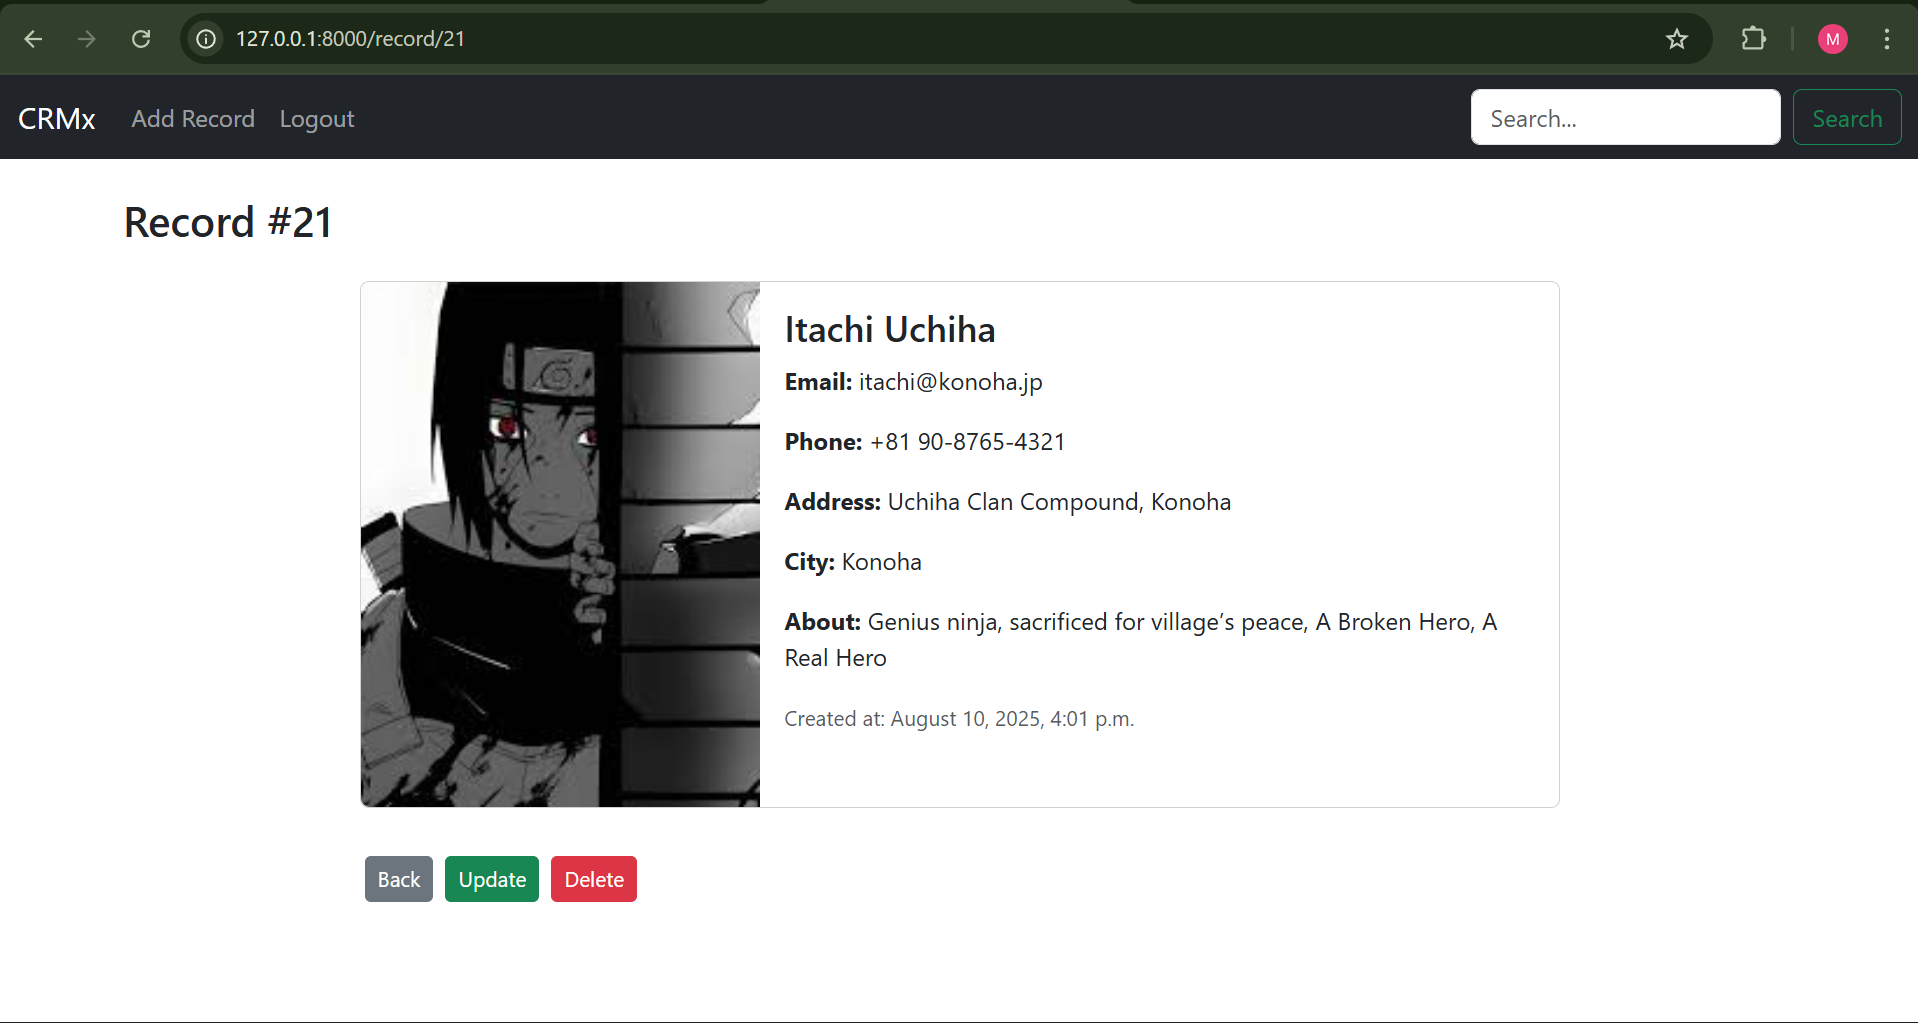 127.0.0.1:8000/record/21
M
CRMx Add Record Logout Search... Search
Record #21
Itachi Uchiha
Email: itachi@konoha.jp
Phone: +81 90-8765-4321
Address: Uchiha Clan Compound, Konoha
City: Konoha
About: Genius ninja, sacrificed for village’s peace, A Broken Hero, A
Real Hero
Created at: August 10, 2025, 4:01 p.m.
Back Update Delete